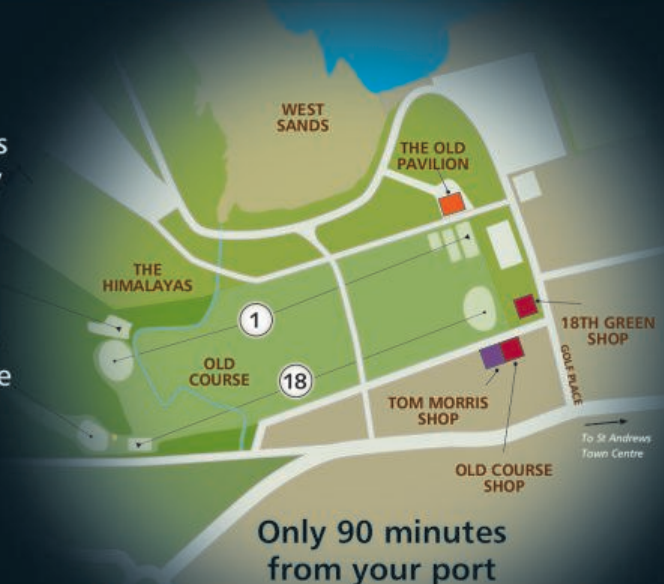 WEST
SANDS
THE OLD
PAVILION
THE
HIMALAYAS
1
18TH GREEN
SHOP
OLD
COURSE
18
GOLF PLACE
TOM MORRIS
SHOP
To St Andrews
Town Centre
OLD COURSE
SHOP
Only 90 minutes
from your port